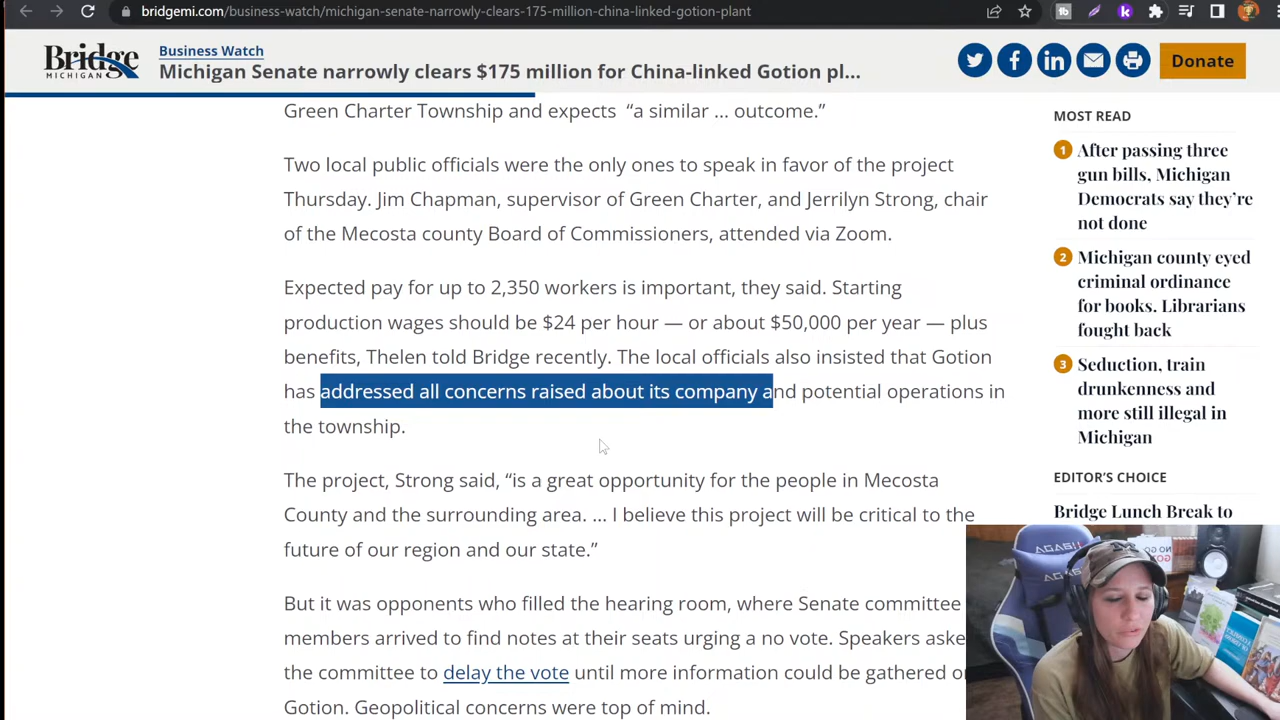 bridgemi.com/business-watch/michigan-senate-narrowly-clears-175-million-china-linked-gotion-plant
Bridge
MICHIGAN
Business Watch
Michigan Senate narrowly clears $175 million for China-linked Gotion pl...
Donate
Green Charter Township and expects “a similar ... outcome.”
Two local public officials were the only ones to speak in favor of the project
Thursday. Jim Chapman, supervisor of Green Charter, and Jerrilyn Strong, chair
of the Mecosta county Board of Commissioners, attended via Zoom.
Expected pay for up to 2,350 workers is important, they said. Starting
production wages should be $24 per hour — or about $50,000 per year — plus
benefits, Thelen told Bridge recently. The local officials also insisted that Gotion
has addressed all concerns raised about its company and potential operations in
the township.
The project, Strong said, “is a great opportunity for the people in Mecosta
County and the surrounding area. ... I believe this project will be critical to the
future of our region and our state.”
But it was opponents who filled the hearing room, where Senate committee
members arrived to find notes at their seats urging a no vote. Speakers aske
the committee to delay the vote until more information could be gathered o
Gotion. Geopolitical concerns were top of mind.
MOST READ
1 After passing three
gun bills, Michigan
Democrats say they’re
not done
2 Michigan county eyed
criminal ordinance
for books. Librarians
fought back
3 Seduction, train
drunkenness and
more still illegal in
Michigan
EDITOR’S CHOICE
Bridge Lunch Break to
NO GO